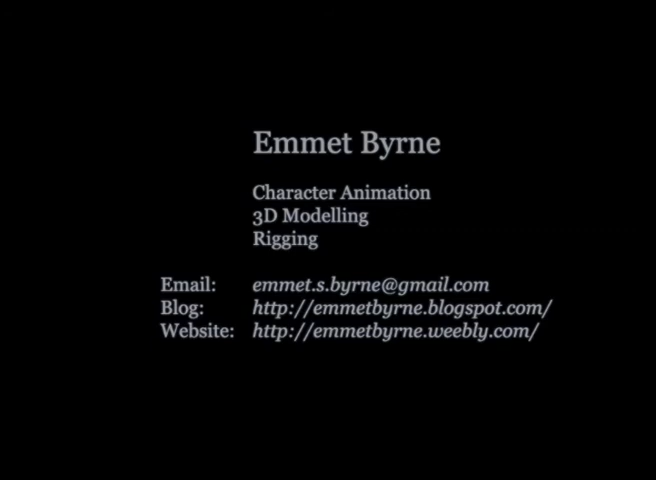 Emmet Byrne
Character Animation
3D Modelling
Rigging
Email: emmet.s.byrne@gmail.com
Blog: http://emmetbyrne.blogspot.com/
Website: http://emmetbyrne.weebly.com/